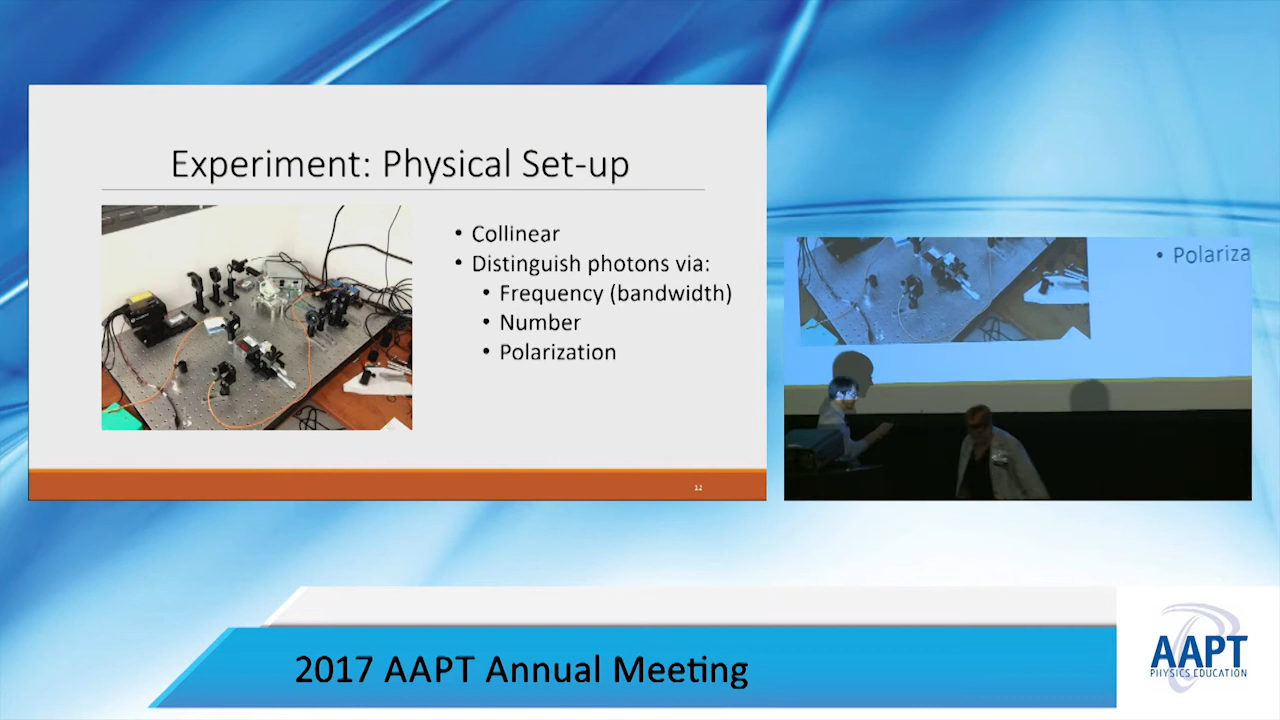 Experiment: Physical Set-up
• Collinear
• Distinguish photons via:
• Frequency (bandwidth)
• Number
• Polarization
12
• Polariza
2017 AAPT Annual Meeting
AAPT
PHYSICS EDUCATION